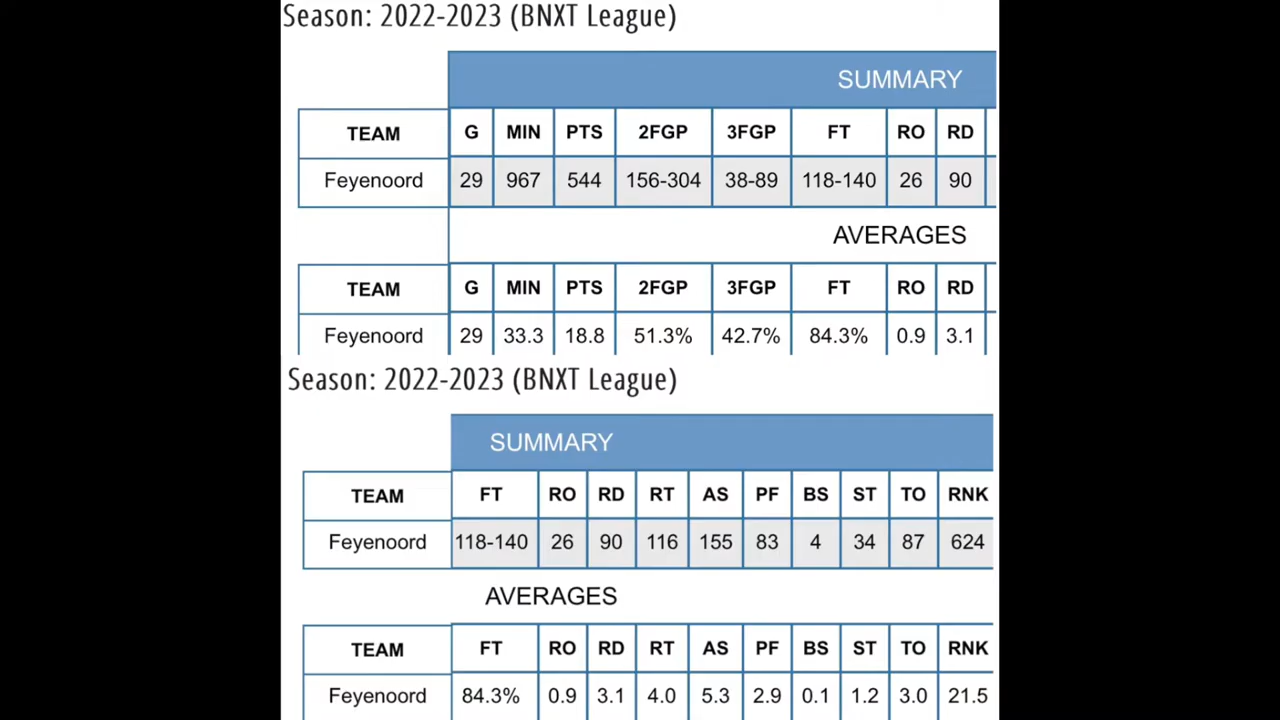 Season: 2022-2023 (BNXT League)
SUMMARY
TEAM G MIN PTS 2FGP 3FGP FT RO RD
Feyenoord 29 967 544 156-304 38-89 118-140 26 90
AVERAGES
TEAM G MIN PTS 2FGP 3FGP FT RO RD
Feyenoord 29 33.3 18.8 51.3% 42.7% 84.3% 0.9 3.1
Season: 2022-2023 (BNXT League)
SUMMARY
TEAM FT RO RD RT AS PF BS ST TO RNK
Feyenoord 118-140 26 90 116 155 83 4 34 87 624
AVERAGES
TEAM FT RO RD RT AS PF BS ST TO RNK
Feyenoord 84.3% 0.9 3.1 4.0 5.3 2.9 0.1 1.2 3.0 21.5